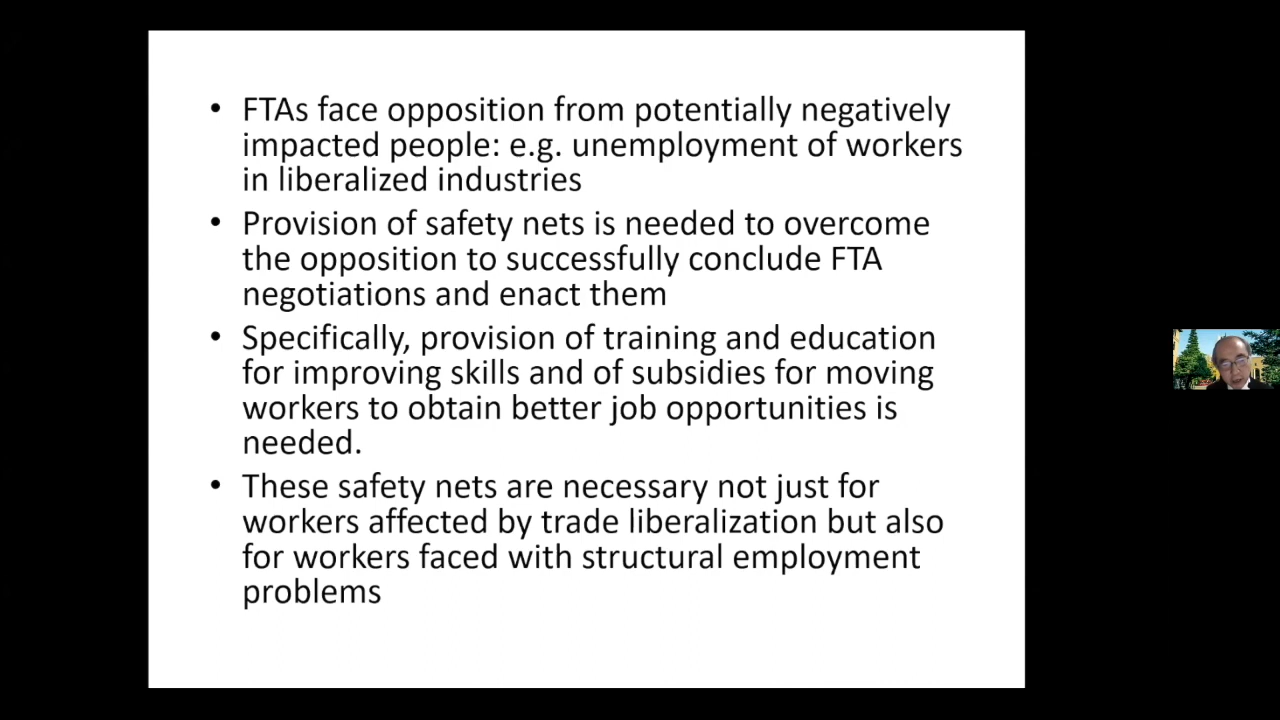 • FTAs face opposition from potentially negatively
impacted people: e.g. unemployment of workers
in liberalized industries
• Provision of safety nets is needed to overcome
the opposition to successfully conclude FTA
negotiations and enact them
• Specifically, provision of training and education
for improving skills and of subsidies for moving
workers to obtain better job opportunities is
needed.
• These safety nets are necessary not just for
workers affected by trade liberalization but also
for workers faced with structural employment
problems